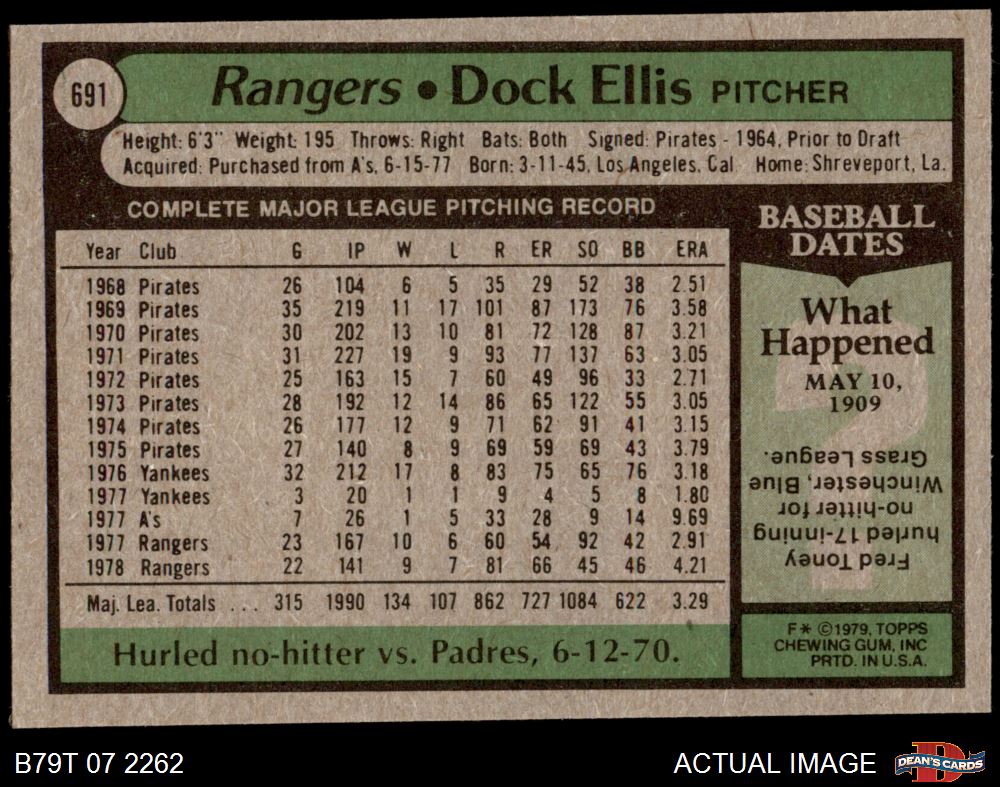 691
Rangers • Dock Ellis PITCHER
Height: 6'3" Weight: 195 Throws: Right Bats: Both Signed: Pirates - 1964, Prior to Draft
Acquired: Purchased from A's, 6-15-77 Born: 3-11-45, Los Angeles, Cal Home: Shreveport, La.
COMPLETE MAJOR LEAGUE PITCHING RECORD
Year Club G IP W L R ER SO BB ERA
1968 Pirates 26 104 6 5 35 29 52 38 2.51
1969 Pirates 35 219 11 17 101 87 173 76 3.58
1970 Pirates 30 202 13 10 81 72 128 87 3.21
1971 Pirates 31 227 19 9 93 77 137 63 3.05
1972 Pirates 25 163 15 7 60 49 96 33 2.71
1973 Pirates 28 192 12 14 86 65 122 55 3.05
1974 Pirates 26 177 12 9 71 62 91 41 3.15
1975 Pirates 27 140 8 9 69 59 69 43 3.79
1976 Yankees 32 212 17 8 83 75 65 76 3.18
1977 Yankees 3 20 1 1 9 4 5 8 1.80
1977 A's 7 26 1 5 33 28 9 14 9.69
1977 Rangers 23 167 10 6 60 54 92 42 2.91
1978 Rangers 22 141 9 7 81 66 45 46 4.21
Maj. Lea. Totals ... 315 1990 134 107 862 727 1084 622 3.29
Hurled no-hitter vs. Padres, 6-12-70.
BASEBALL
DATES
What
Happened
MAY 10,
1909
Fred Toney
hurled 17-inning
no-hitter for
Winchester, Blue
Grass League.
F* ©1979, TOPPS
CHEWING GUM, INC
PRTD. IN U.S.A.
B79T 07 2262
ACTUAL IMAGE
DEAN'S CARDS